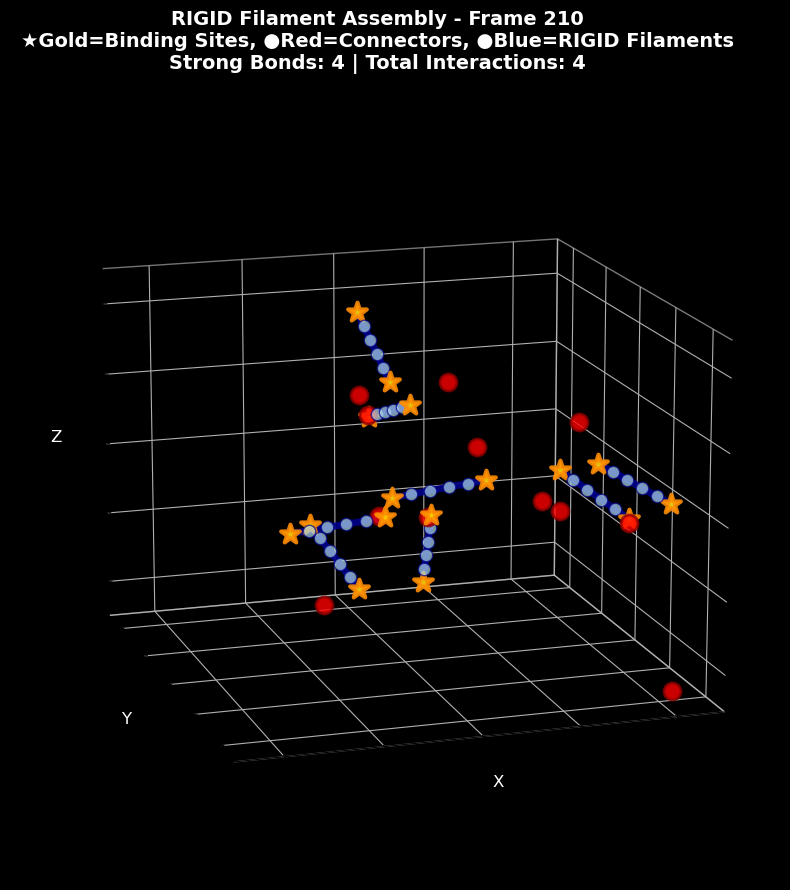 RIGID Filament Assembly - Frame 210
★Gold=Binding Sites, ●Red=Connectors, ●Blue=RIGID Filaments
Strong Bonds: 4 | Total Interactions: 4
Z
Y
X